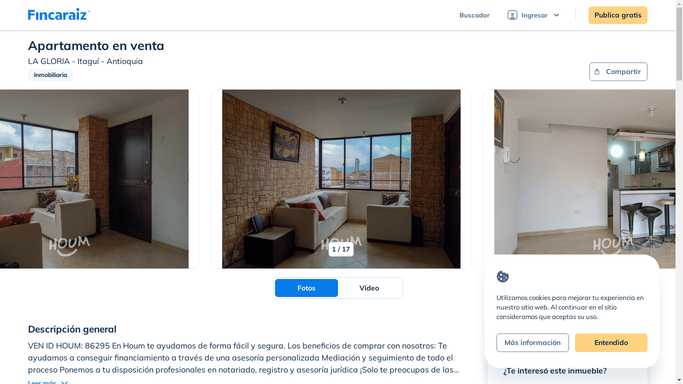 Fincaraiz
Buscador
Ingresar
Publica gratis
Apartamento en venta
LA GLORIA - Itaguí - Antioquia
Inmobiliaria
Compartir
HOUM
HOUM
HOUM
1 / 17
Fotos
Video
Descripción general
VEN ID HOUM: 86295 En Houm te ayudamos de forma fácil y segura. Los beneficios de comprar con nosotros: Te
ayudamos a conseguir financiamiento a través de una asesoría personalizada Mediación y seguimiento de todo el
proceso Ponemos a tu disposición profesionales en notariado, registro y asesoría jurídica ¡Solo te preocupas de las...
Leer más
Utilizamos cookies para mejorar tu experiencia en
nuestro sitio web. Al continuar en el sitio
consideramos que aceptas su uso.
Más información
Entendido
¿Te interesó este inmueble?